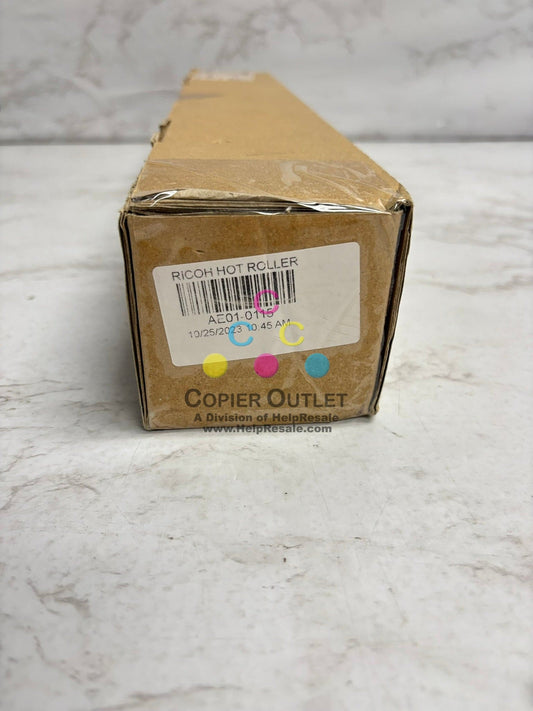 RICOH HOT ROLLER
AE01-0115
10/25/2023 10:45 AM
C
C C
COPIER OUTLET
A Division of HelpResale
www.HelpResale.com